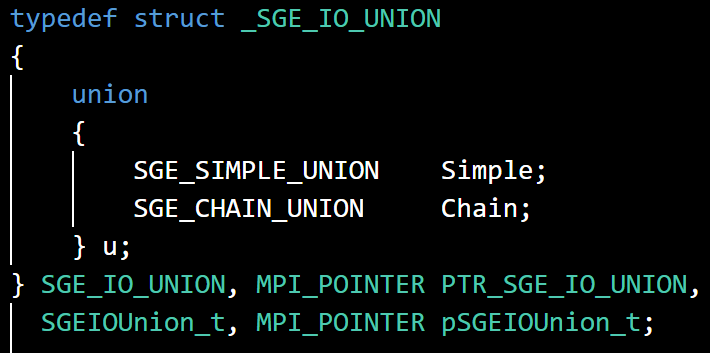 typedef struct _SGE_IO_UNION
{
    union
    {
        SGE_SIMPLE_UNION    Simple;
        SGE_CHAIN_UNION     Chain;
    } u;
} SGE_IO_UNION, MPI_POINTER PTR_SGE_IO_UNION,
  SGEIOUnion_t, MPI_POINTER pSGEIOUnion_t;